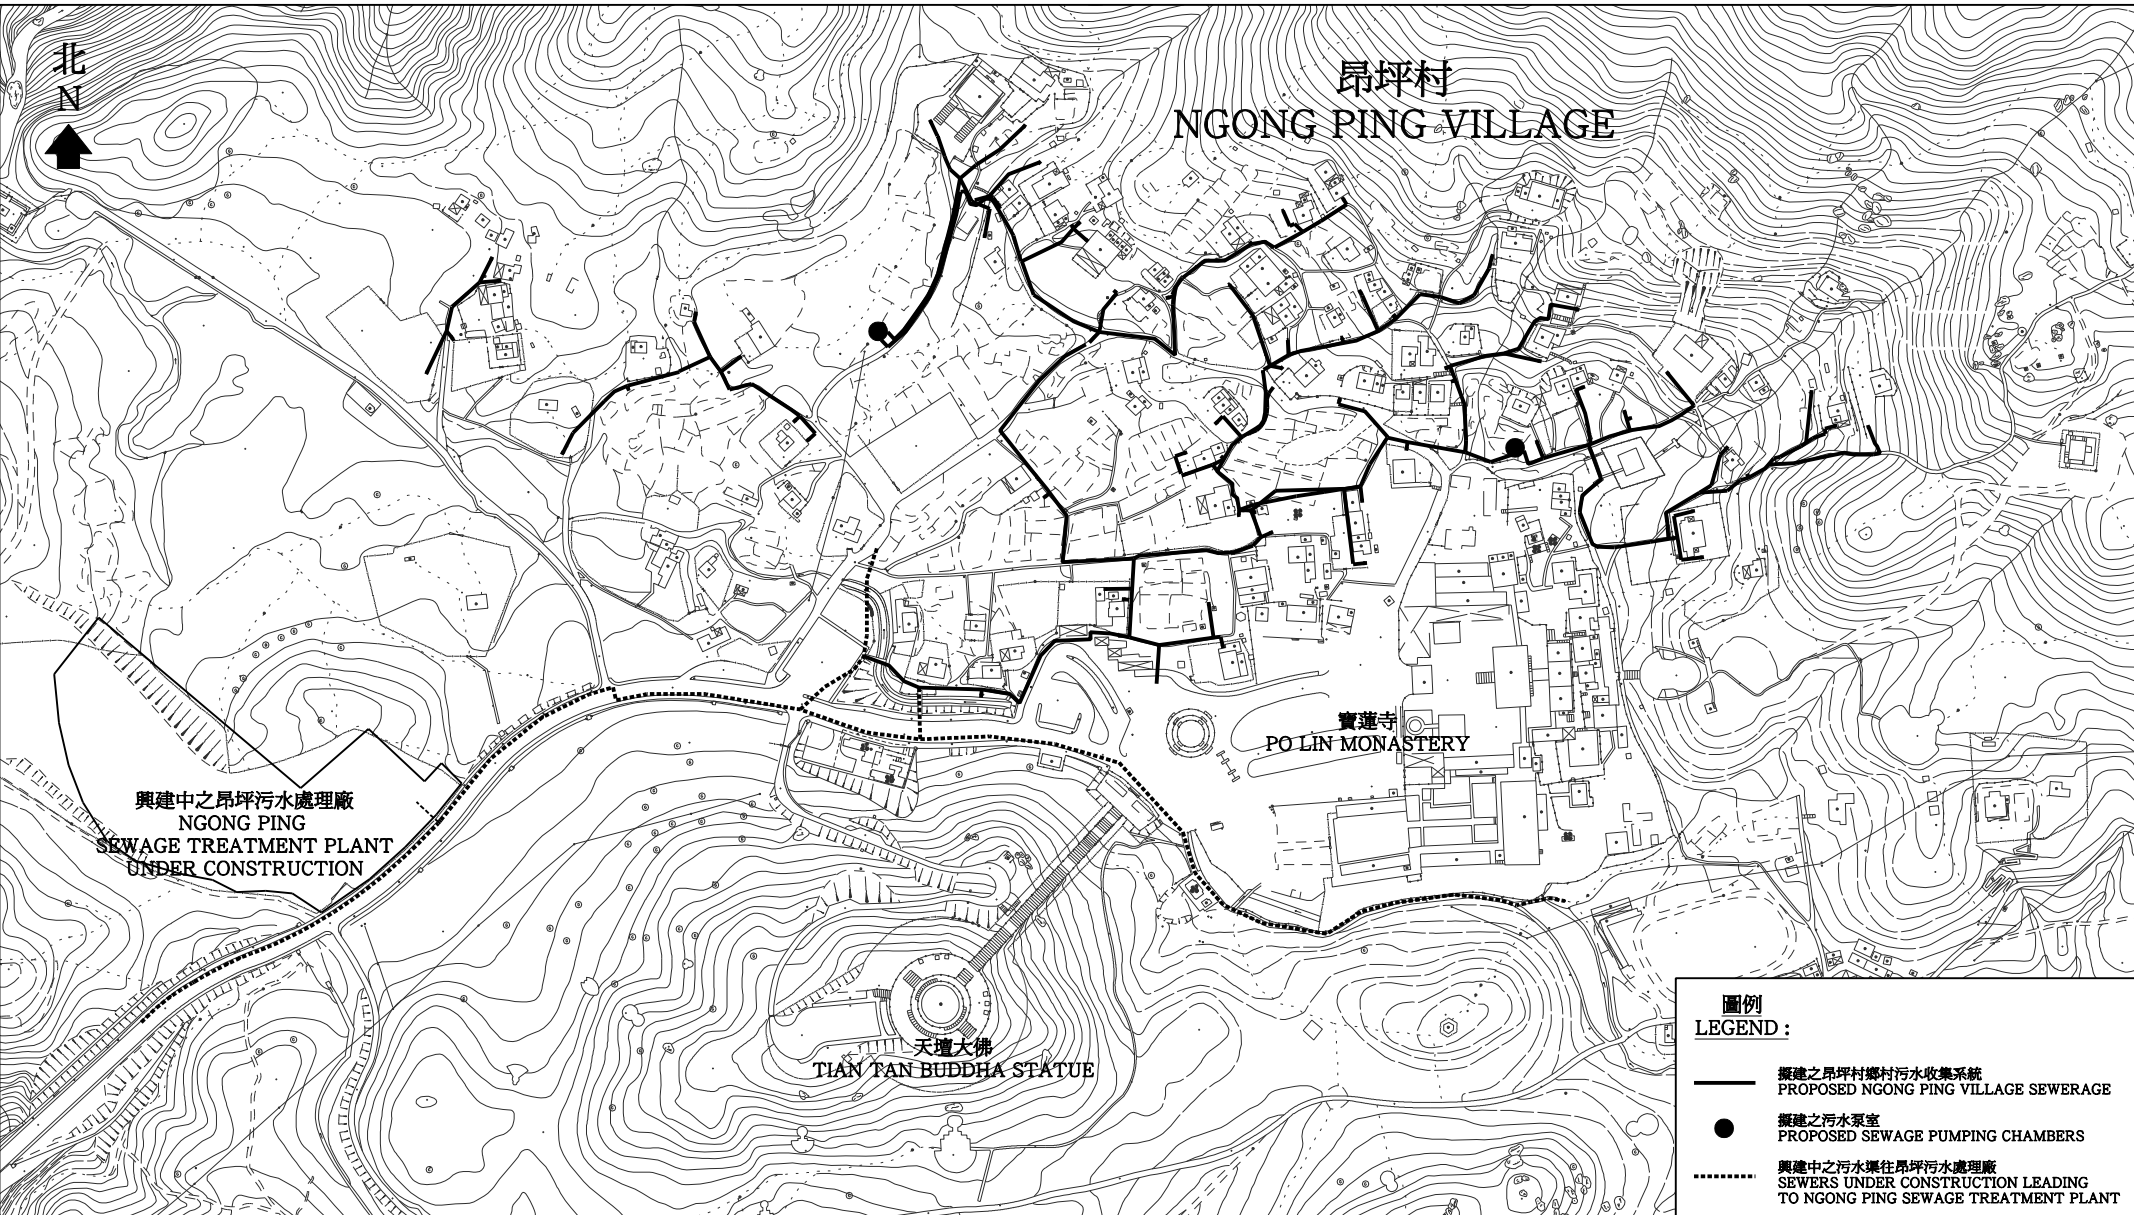 北
N
昂坪村
NGONG PING VILLAGE
寶蓮寺
PO LIN MONASTERY
興建中之昂坪污水處理廠
NGONG PING
SEWAGE TREATMENT PLANT
UNDER CONSTRUCTION
天壇大佛
TIAN TAN BUDDHA STATUE
圖例
LEGEND :
擬建之昂坪村鄉村污水收集系統
PROPOSED NGONG PING VILLAGE SEWERAGE
擬建之污水泵室
PROPOSED SEWAGE PUMPING CHAMBERS
興建中之污水渠往昂坪污水處理廠
SEWERS UNDER CONSTRUCTION LEADING
TO NGONG PING SEWAGE TREATMENT PLANT